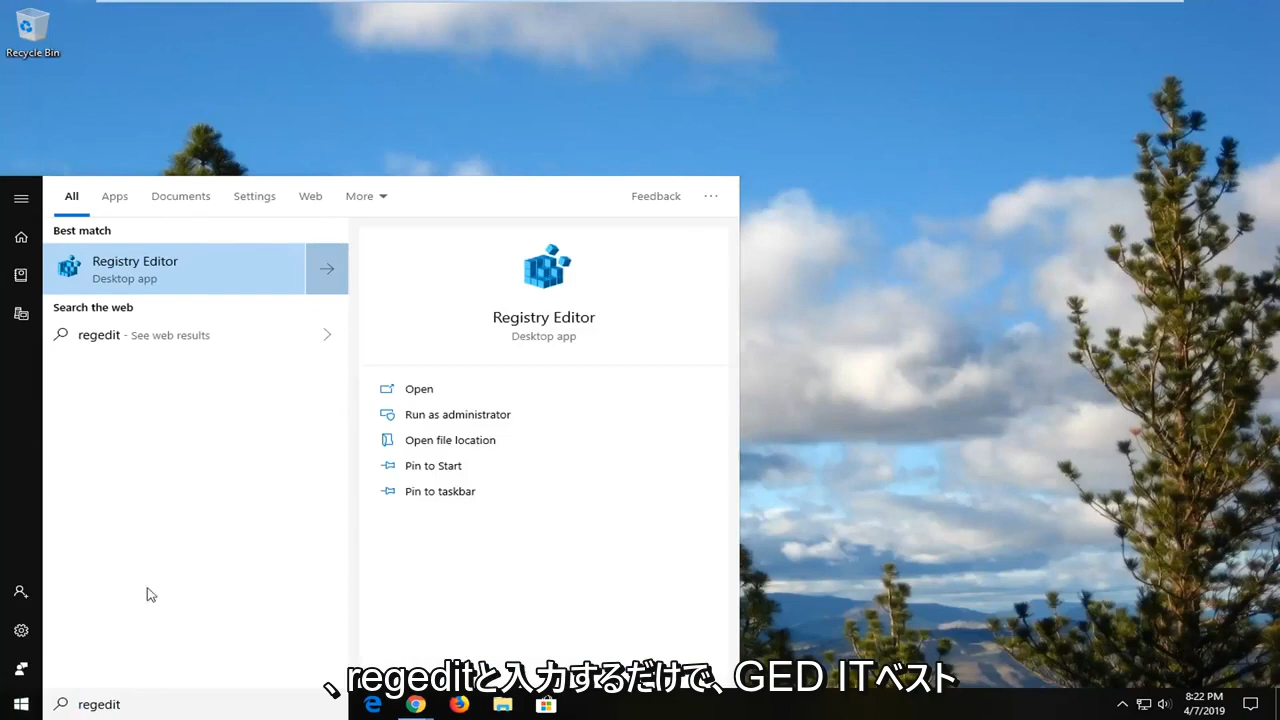 Recycle Bin
All Apps Documents Settings Web More Feedback ...
Best match
Registry Editor
Desktop app
Search the web
regedit - See web results
Registry Editor
Desktop app
Open
Run as administrator
Open file location
Pin to Start
Pin to taskbar
、regeditと入力するだけで、GED ITベスト
regedit
8:22 PM
4/7/2019